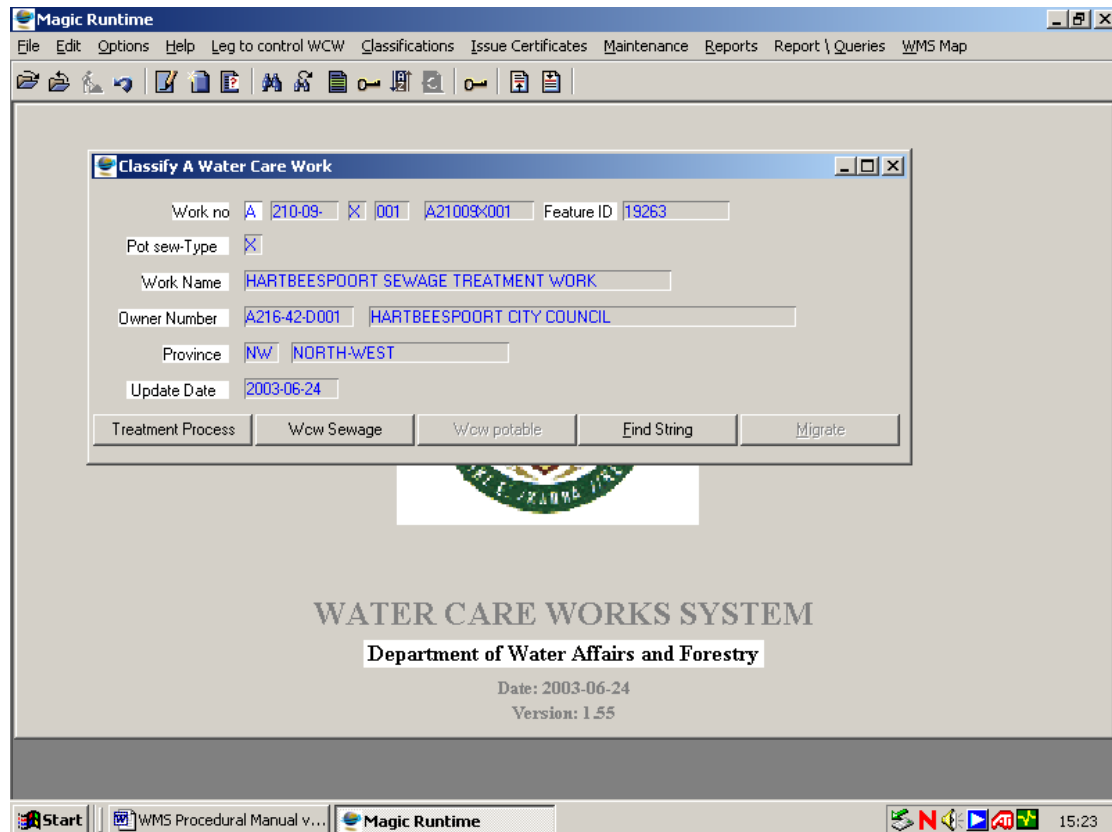 Magic Runtime
File Edit Options Help Leg to control WCW Classifications Issue Certificates Maintenance Reports Report \ Queries WMS Map
Classify A Water Care Work
Work no A 210-09- X 001 A21009X001 Feature ID 19263
Pot sew-Type X
Work Name HARTBEESPOORT SEWAGE TREATMENT WORK
Owner Number A216-42-D001 HARTBEESPOORT CITY COUNCIL
Province NW NORTH-WEST
Update Date 2003-06-24
Treatment Process Wcw Sewage Wcw potable Find String Migrate
WATER CARE WORKS SYSTEM
Department of Water Affairs and Forestry
Date: 2003-06-24
Version: 1.55
Start WMS Procedural Manual v... Magic Runtime N 15:23